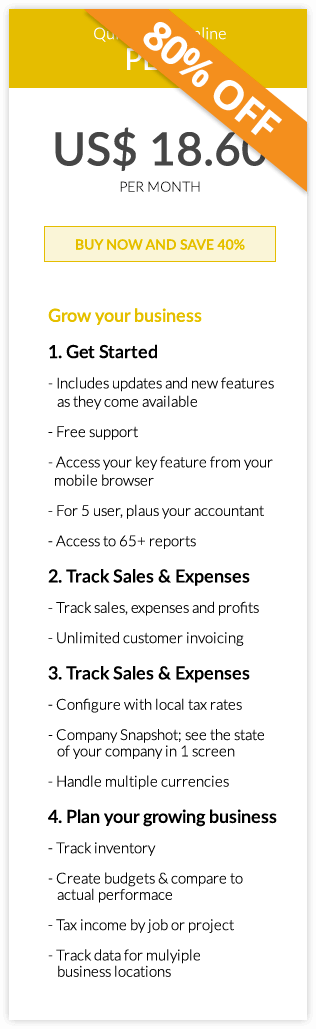 Qu
line
80% OFF
US$ 18.60
PER MONTH
BUY NOW AND SAVE 40%
Grow your business
1. Get Started
- Includes updates and new features
as they come available
- Free support
- Access your key feature from your
mobile browser
- For 5 user, plaus your accountant
- Access to 65+ reports
2. Track Sales & Expenses
- Track sales, expenses and profits
- Unlimited customer invoicing
3. Track Sales & Expenses
- Configure with local tax rates
- Company Snapshot; see the state
of your company in 1 screen
- Handle multiple currencies
4. Plan your growing business
- Track inventory
- Create budgets & compare to
actual performace
- Tax income by job or project
- Track data for mulyiple
business locations